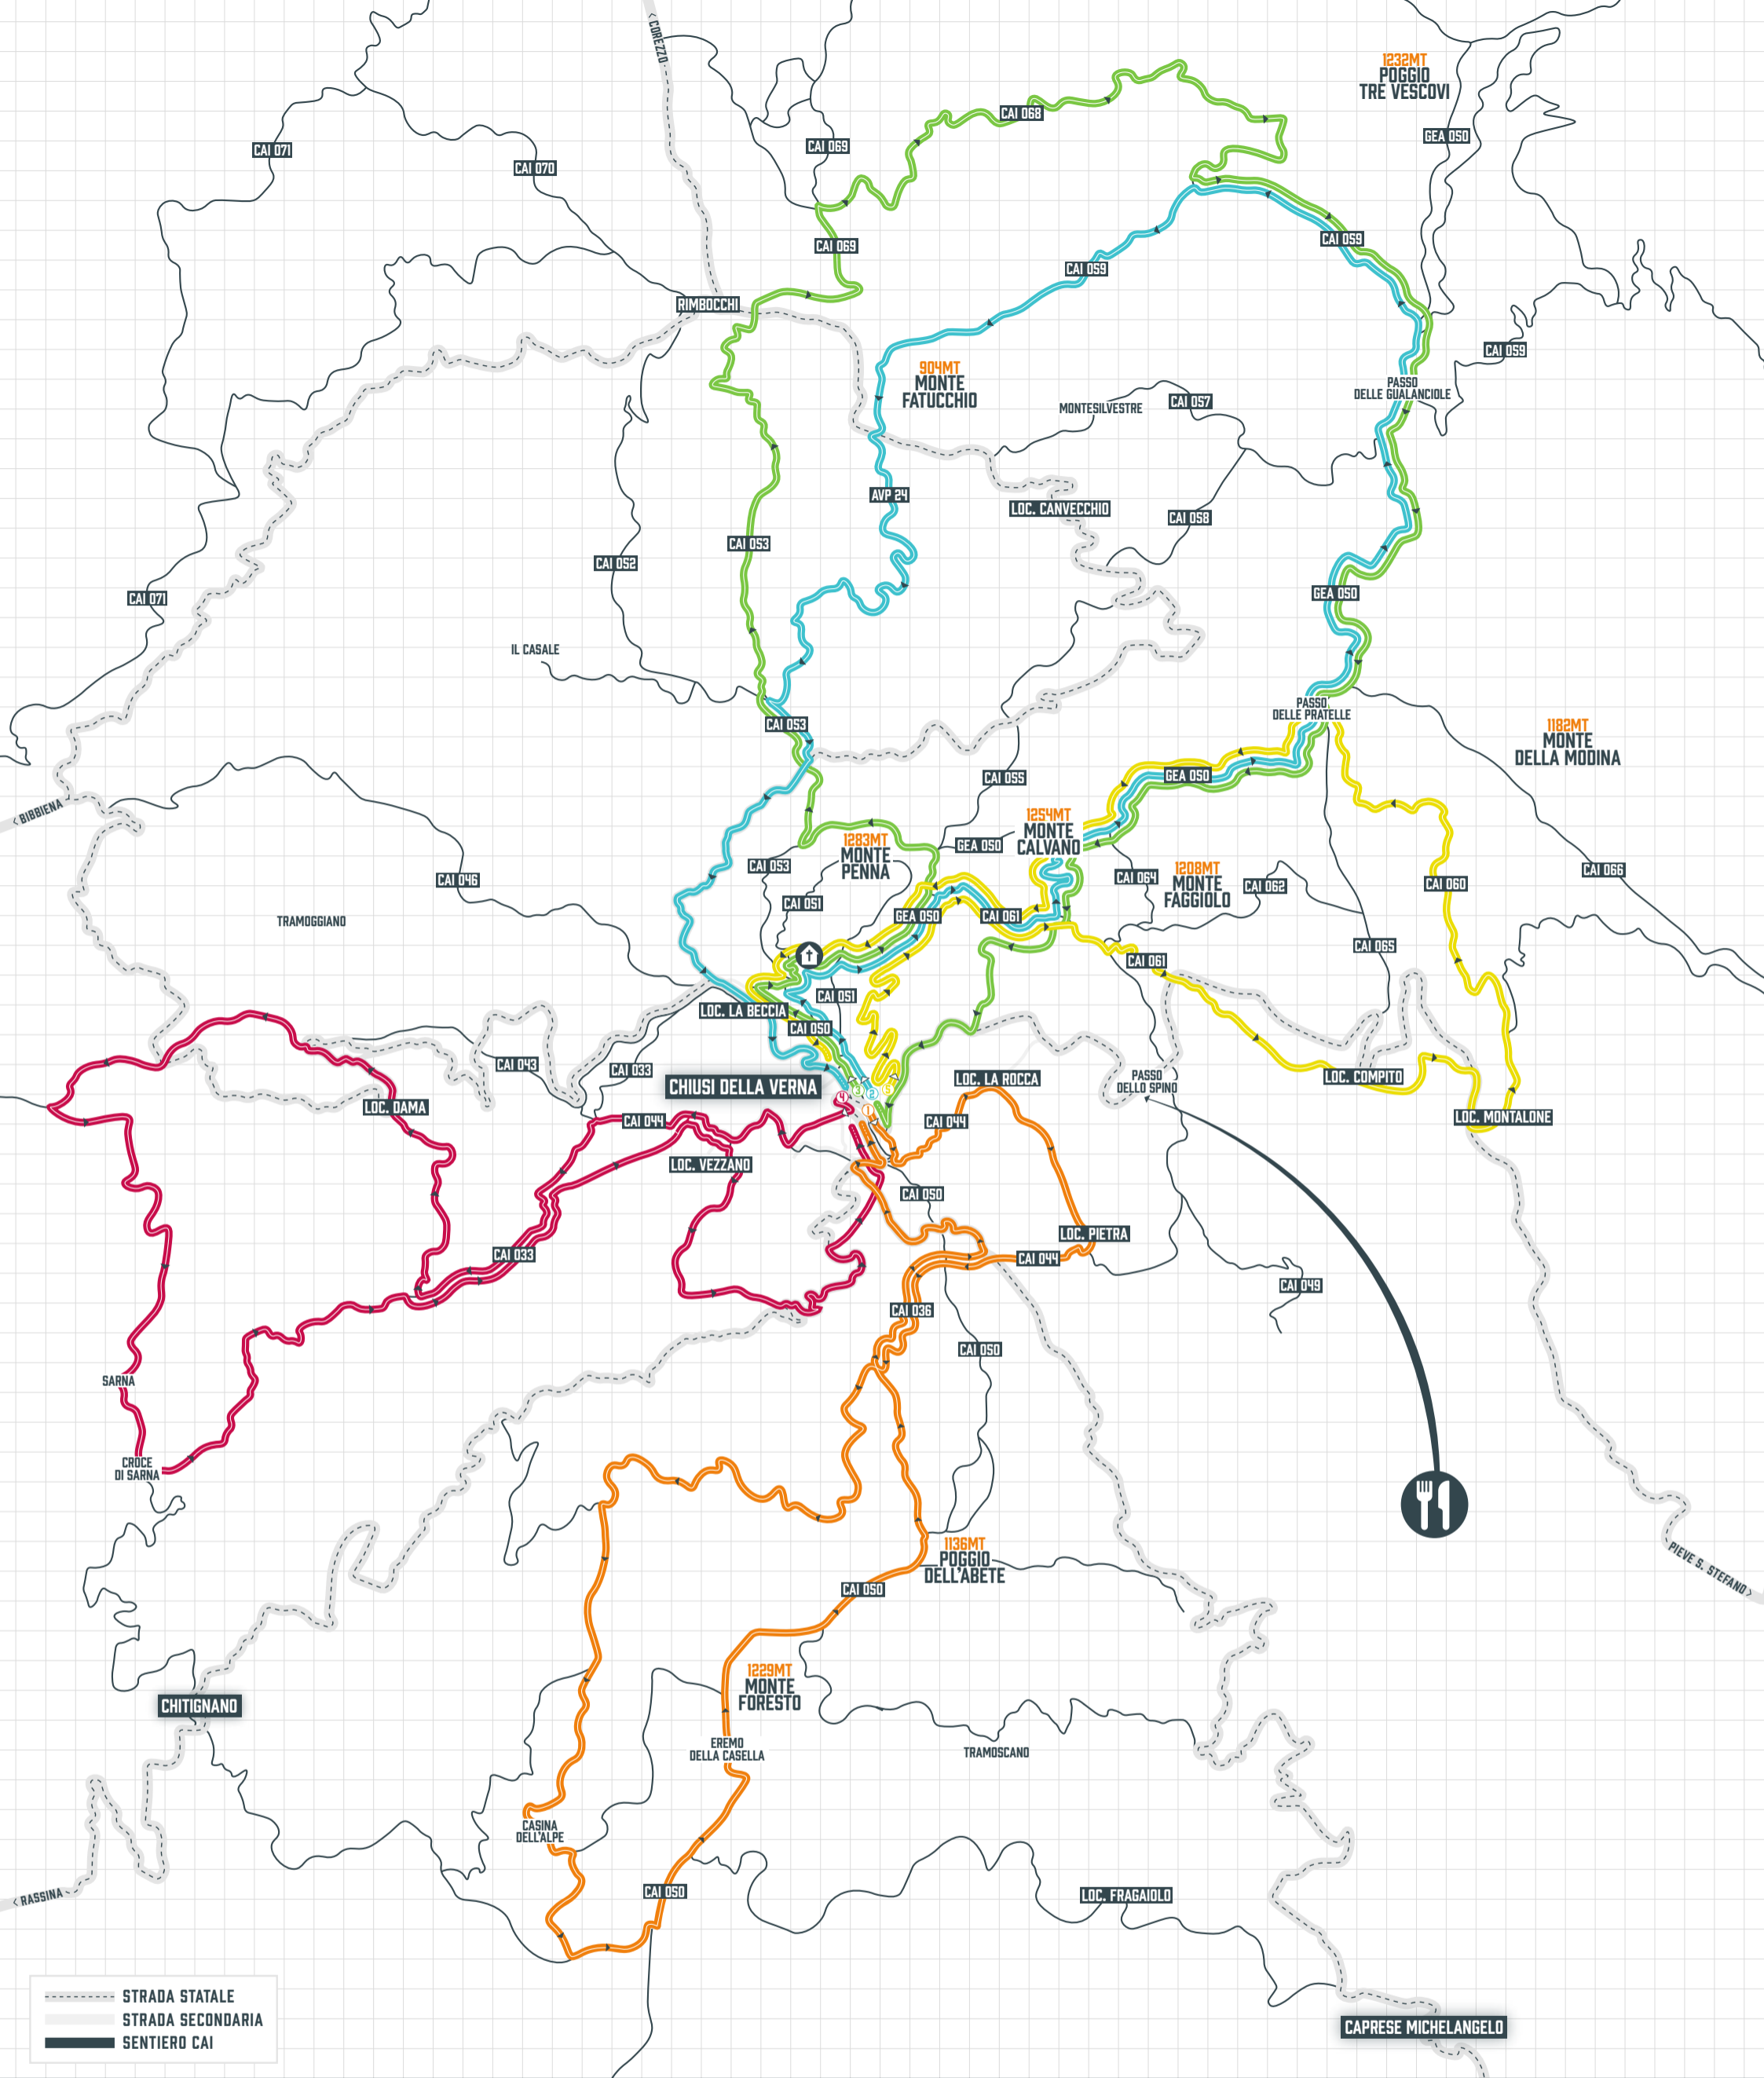 < COREZZO
1232MT
POGGIO
TRE VESCOVI
CAI 068
GEA 050
CAI 071
CAI 069
CAI 070
CAI 069
CAI 059
CAI 059
RIMBOCCHI
CAI 059
904MT
MONTE
FATUCCHIO
PASSO
DELLE GUALANCIOLE
MONTESILVESTRE
CAI 057
AVP 24
LOC. CANVECCHIO
CAI 058
CAI 053
CAI 052
CAI 071
GEA 050
IL CASALE
PASSO
DELLE PRATELLE
CAI 053
1182MT
MONTE
DELLA MODINA
CAI 055
GEA 050
< BIBBIENA
1254MT
MONTE
CALVANO
1283MT
MONTE
PENNA
GEA 050
CAI 053
CAI 046
CAI 064
1208MT
MONTE
FAGGIOLO
CAI 062
CAI 060
CAI 066
CAI 051
TRAMOGGIANO
GEA 050
CAI 061
CAI 065
CAI 061
CAI 051
LOC. LA BECCIA
CAI 050
CAI 043
CAI 033
CHIUSI DELLA VERNA
LOC. LA ROCCA
PASSO
DELLO SPINO
LOC. COMPITO
4
3
2
5
1
LOC. DAMA
CAI 044
CAI 044
LOC. MONTALONE
LOC. VEZZANO
CAI 050
LOC. PIETRA
CAI 033
CAI 044
CAI 049
CAI 036
CAI 050
SARNA
CROCE
DI SARNA
1136MT
POGGIO
DELL'ABETE
PIEVE S. STEFANO >
CAI 050
1229MT
MONTE
FORESTO
CHITIGNANO
EREMO
DELLA CASELLA
TRAMOSCANO
CASINA
DELL'ALPE
CAI 050
LOC. FRAGAIOLO
< RASSINA
STRADA STATALE
STRADA SECONDARIA
SENTIERO CAI
CAPRESE MICHELANGELO